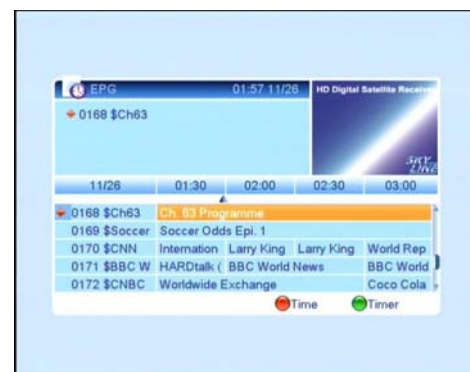 EPG 01:57 11/26
HD Digital Satellite Receiver
0168 $Ch63
SKY
LINE
11/26 01:30 02:00 02:30 03:00
0168 $Ch63 Ch. 63 Programme
0169 $Soccer Soccer Odds Epi. 1
0170 $CNN Internation Larry King Larry King World Rep
0171 $BBC W HARDtalk ( BBC World News BBC World
0172 $CNBC Worldwide Exchange Coco Cola
Time Timer